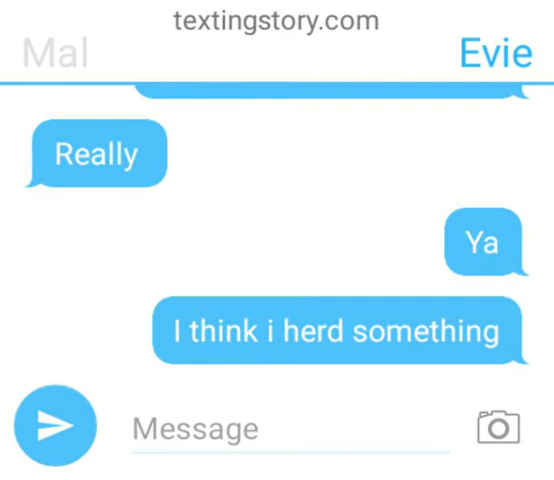 textingstory.com
Mal
Evie
Really
Ya
I think i herd something
Message